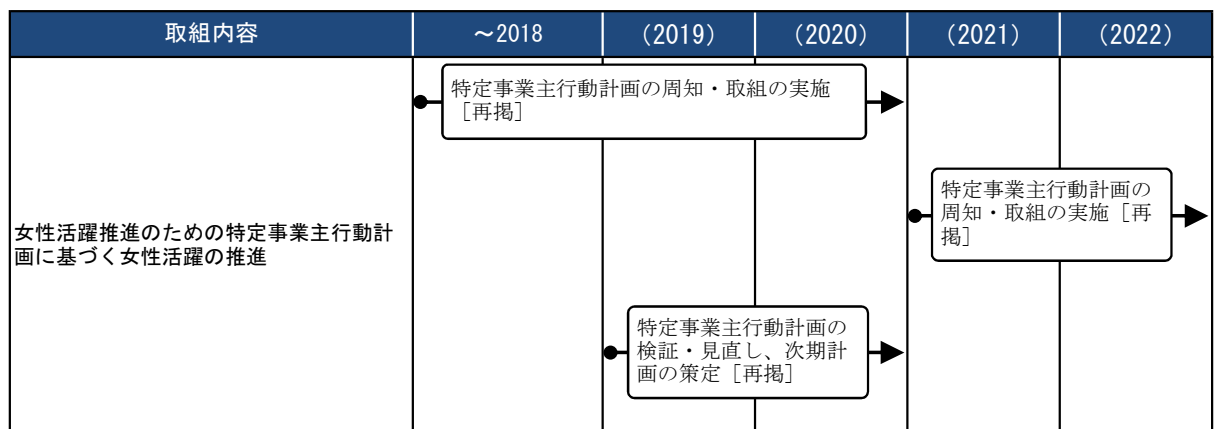 取組内容 ～2018 （2019） （2020） （2021） （2022）
特定事業主行動計画の周知・取組の実施
［再掲］
特定事業主行動計画の
周知・取組の実施［再
掲］
女性活躍推進のための特定事業主行動計
画に基づく女性活躍の推進
特定事業主行動計画の
検証・見直し、次期計
画の策定［再掲］